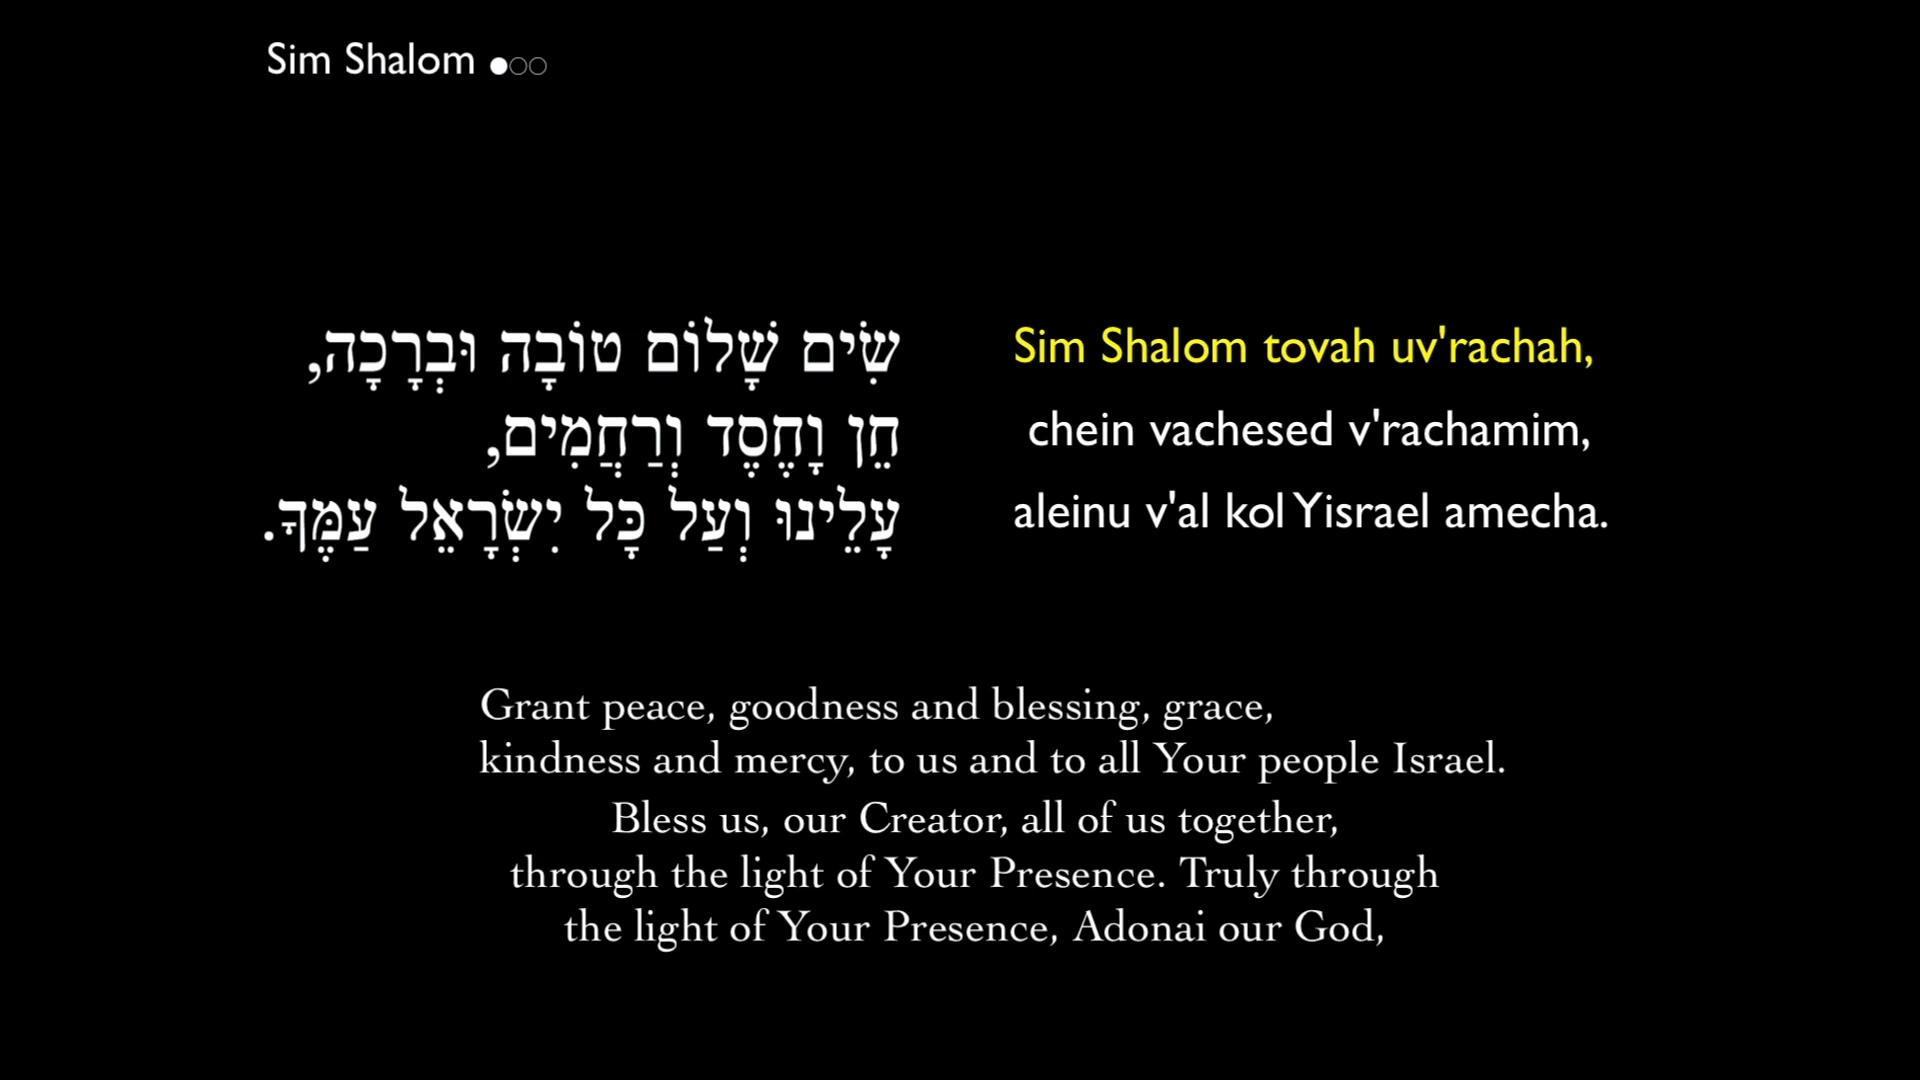 Sim Shalom
שִׂים שָׁלוֹם טוֹבָה וּבְרָכָה,
חֵן וָחֶסֶד וְרַחֲמִים,
עָלֵינוּ וְעַל כָּל יִשְׂרָאֵל עַמֶּךָ.
Sim Shalom tovah uv'rachah,
chein vachesed v'rachamim,
aleinu v'al kol Yisrael amecha.
Grant peace, goodness and blessing, grace,
kindness and mercy, to us and to all Your people Israel.
Bless us, our Creator, all of us together,
through the light of Your Presence. Truly through
the light of Your Presence, Adonai our God,